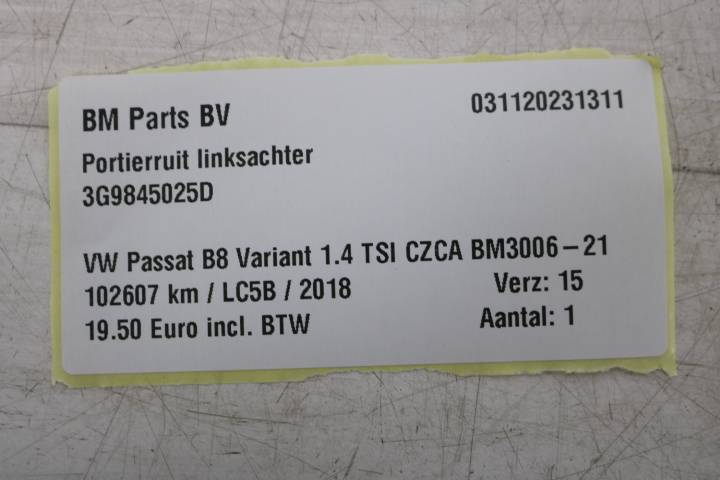 BM Parts BV 031120231311
Portierruit linksachter
3G9845025D
VW Passat B8 Variant 1.4 TSI CZCA BM3006-21
102607 km / LC5B / 2018 Verz: 15
19.50 Euro incl. BTW Aantal: 1